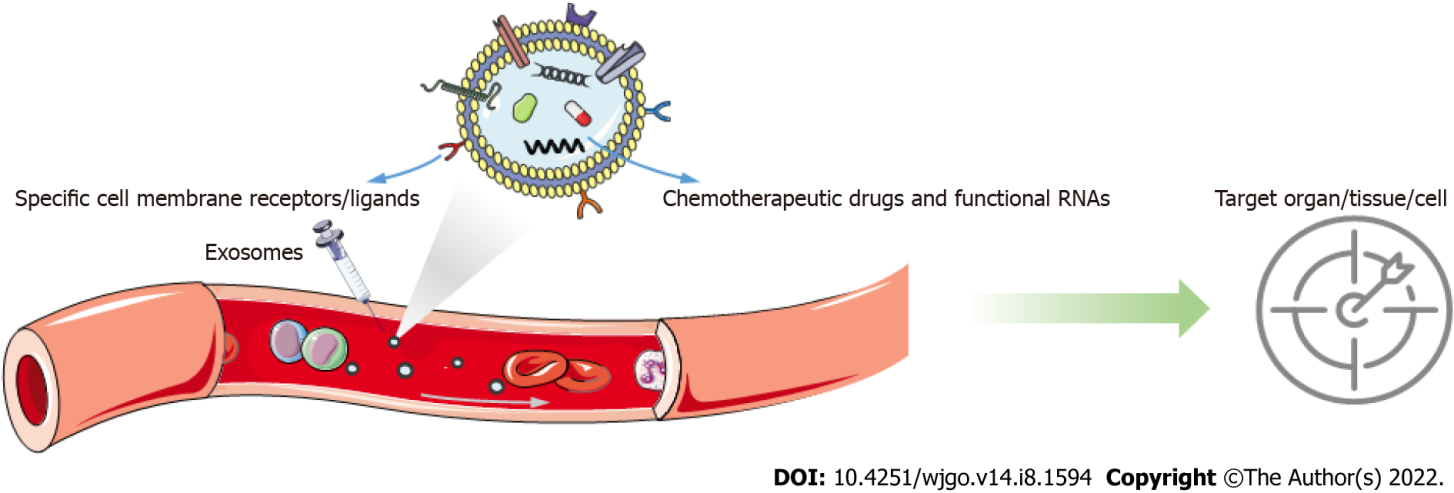 Specific cell membrane receptors/ligands
Chemotherapeutic drugs and functional RNAs
Target organ/tissue/cell
Exosomes
DOI: 10.4251/wjgo.v14.i8.1594 Copyright ©The Author(s) 2022.